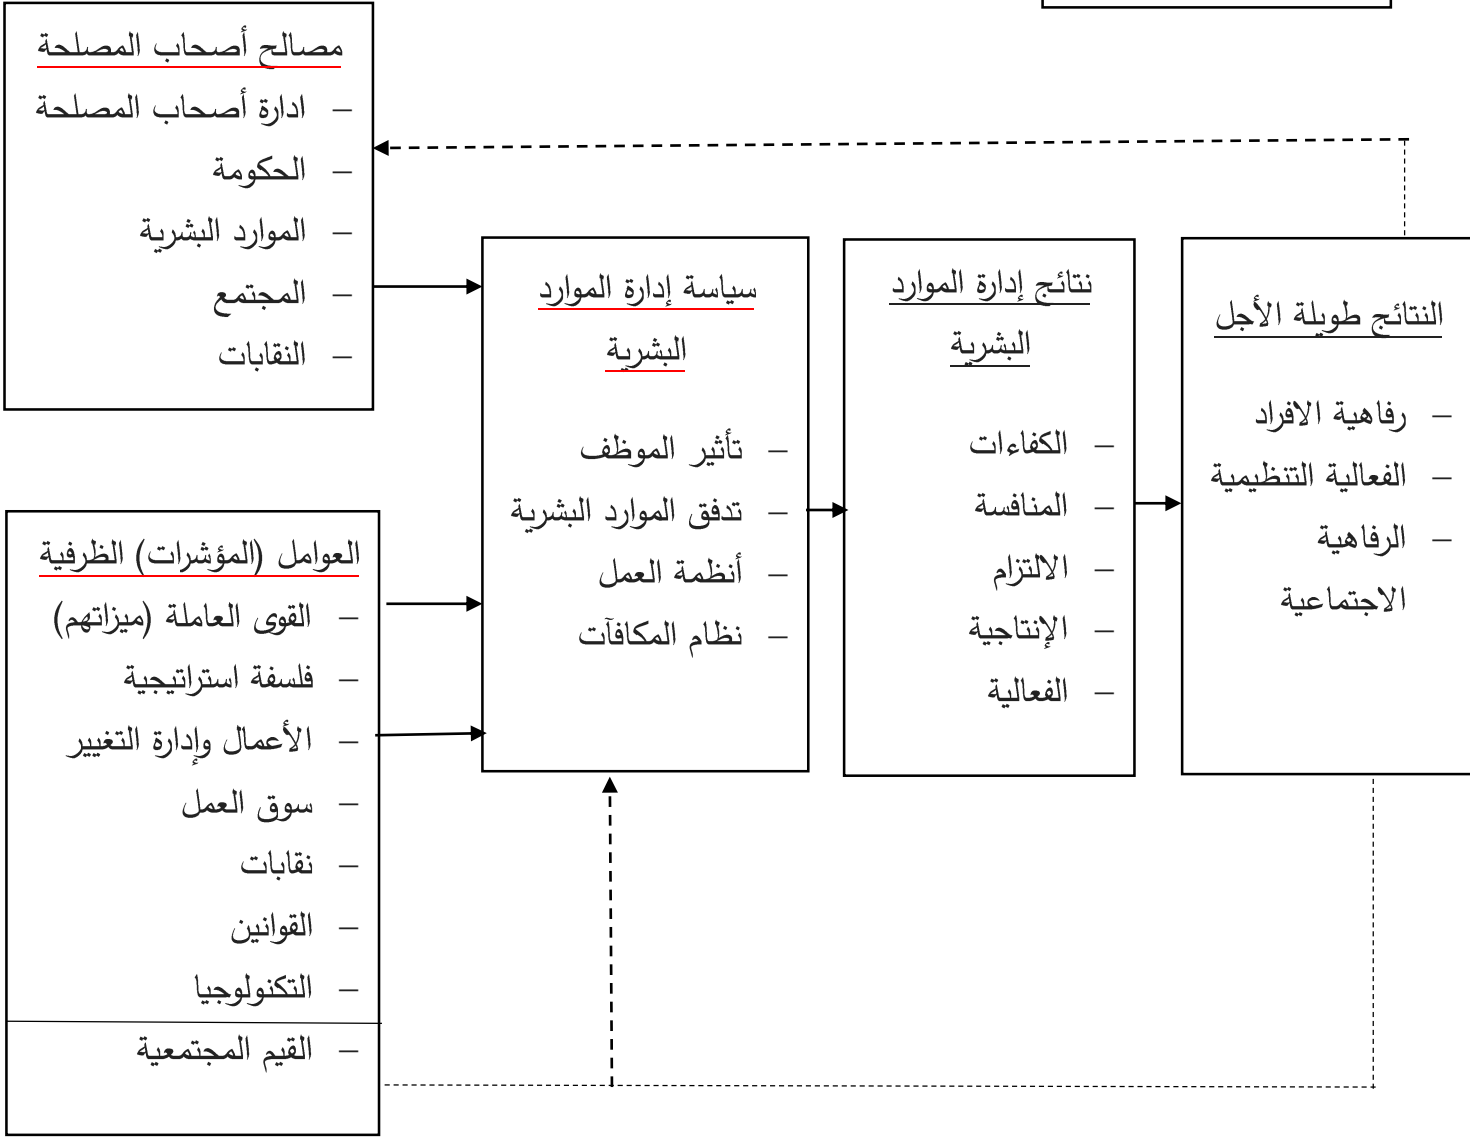 مصالح أصحاب المصلحة
– ادارة أصحاب المصلحة
– الحكومة
– الموارد البشرية
– المجتمع
– النقابات
العوامل (المؤشرات) الظرفية
– القوى العاملة (ميزاتهم)
– فلسفة استراتيجية
– الأعمال وإدارة التغيير
– سوق العمل
– نقابات
– القوانين
– التكنولوجيا
– القيم المجتمعية
سياسة إدارة الموارد
البشرية
– تأثير الموظف
– تدفق الموارد البشرية
– أنظمة العمل
– نظام المكافآت
نتائج إدارة الموارد
البشرية
– الكفاءات
– المنافسة
– الالتزام
– الإنتاجية
– الفعالية
النتائج طويلة الأجل
– رفاهية الافراد
– الفعالية التنظيمية
– الرفاهية
الاجتماعية